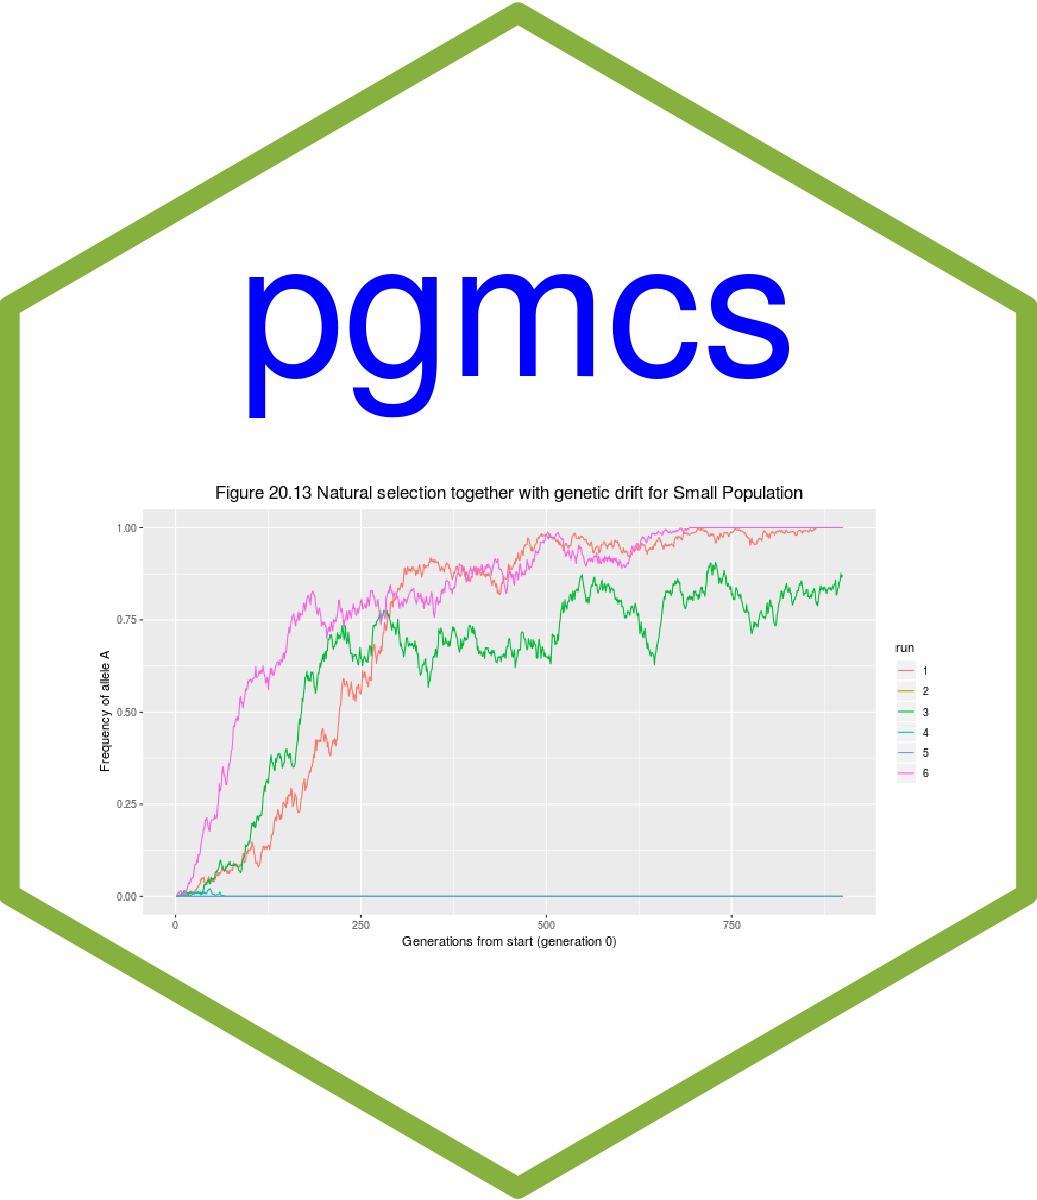 pgmcs
Figure 20.13 Natural selection together with genetic drift for Small Population
1.00
0.75
0.50
0.25
0.00
Frequency of allele A
0 250 500 750
Generations from start (generation 0)
run
1
2
3
4
5
6